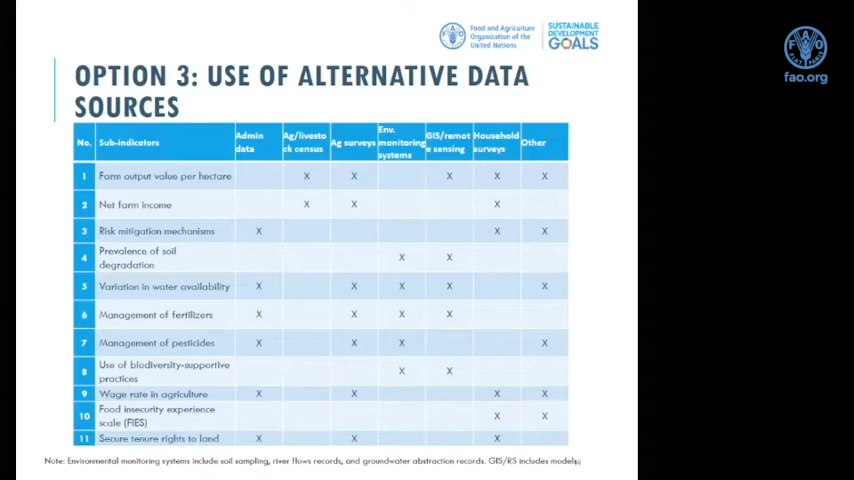 Food and Agriculture
Organization of the
United Nations
SUSTAINABLE
DEVELOPMENT
GOALS
FAO
FIAT PANIS
fao.org
OPTION 3: USE OF ALTERNATIVE DATA
SOURCES
No. Sub-indicators Admin data Ag/livesto ck census Ag surveys Env. monitoring systems GIS/remot e sensing Household surveys Other
1 Farm output value per hectare X X X X X
2 Net farm income X X X
3 Risk mitigation mechanisms X X X
4 Prevalence of soil
degradation X X
5 Variation in water availability X X X X X
6 Management of fertilizers X X X X
7 Management of pesticides X X X X
8 Use of biodiversity-supportive
practices X X
9 Wage rate in agriculture X X X X
10 Food insecurity experience
scale (FIES) X X
11 Secure tenure rights to land X X X
Note: Environmental monitoring systems include soil sampling, river flows records, and groundwater abstraction records. GIS/RS includes models;